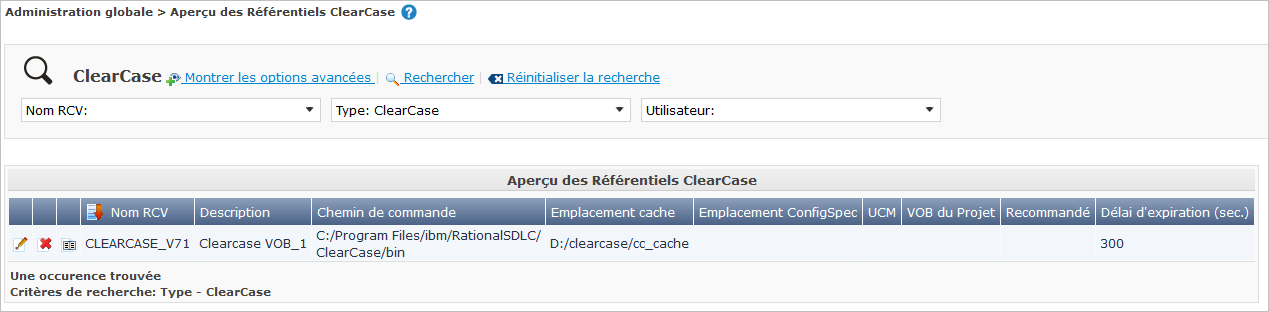 Administration globale > Aperçu des Référentiels ClearCase ?
ClearCase Montrer les options avancées | Rechercher | Réinitialiser la recherche
Nom RCV: Type: ClearCase Utilisateur:
Aperçu des Référentiels ClearCase
Nom RCV Description Chemin de commande Emplacement cache Emplacement ConfigSpec UCM VOB du Projet Recommandé Délai d'expiration (sec.)
CLEARCASE_V71 Clearcase VOB_1 C:/Program Files/ibm/RationalSDLC/ D:/clearcase/cc_cache 300
ClearCase/bin
Une occurence trouvée
Critères de recherche: Type - ClearCase